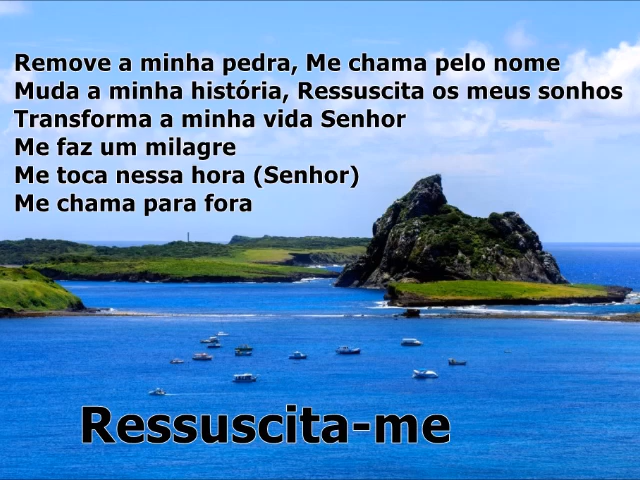 Remove a minha pedra, Me chama pelo nome
Muda a minha história, Ressuscita os meus sonhos
Transforma a minha vida Senhor
Me faz um milagre
Me toca nessa hora (Senhor)
Me chama para fora
Ressuscita-me